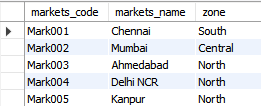 markets_code markets_name zone
Mark001 Chennai South
Mark002 Mumbai Central
Mark003 Ahmedabad North
Mark004 Delhi NCR North
Mark005 Kanpur North